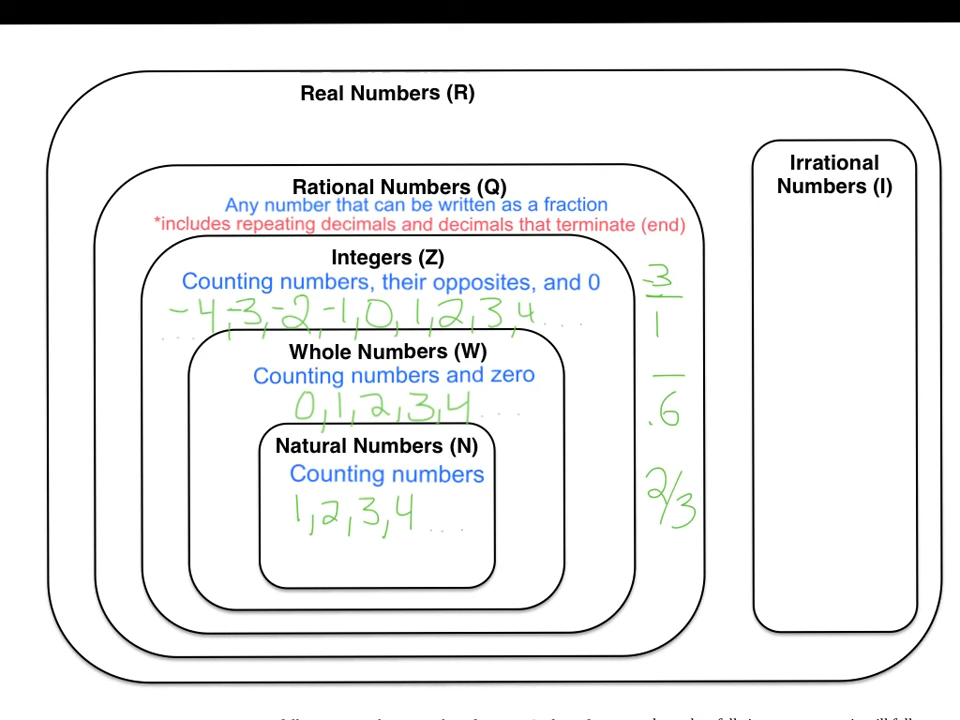 Real Numbers (R)
Irrational
Numbers (I)
Rational Numbers (Q)
Any number that can be written as a fraction
*includes repeating decimals and decimals that terminate (end)
Integers (Z)
Counting numbers, their opposites, and 0
.... -4,-3,-2,-1,0,1,2,3,4...
Whole Numbers (W)
Counting numbers and zero
0,1,2,3,4...
Natural Numbers (N)
Counting numbers
1,2,3,4...
-3
1
.6
2/3